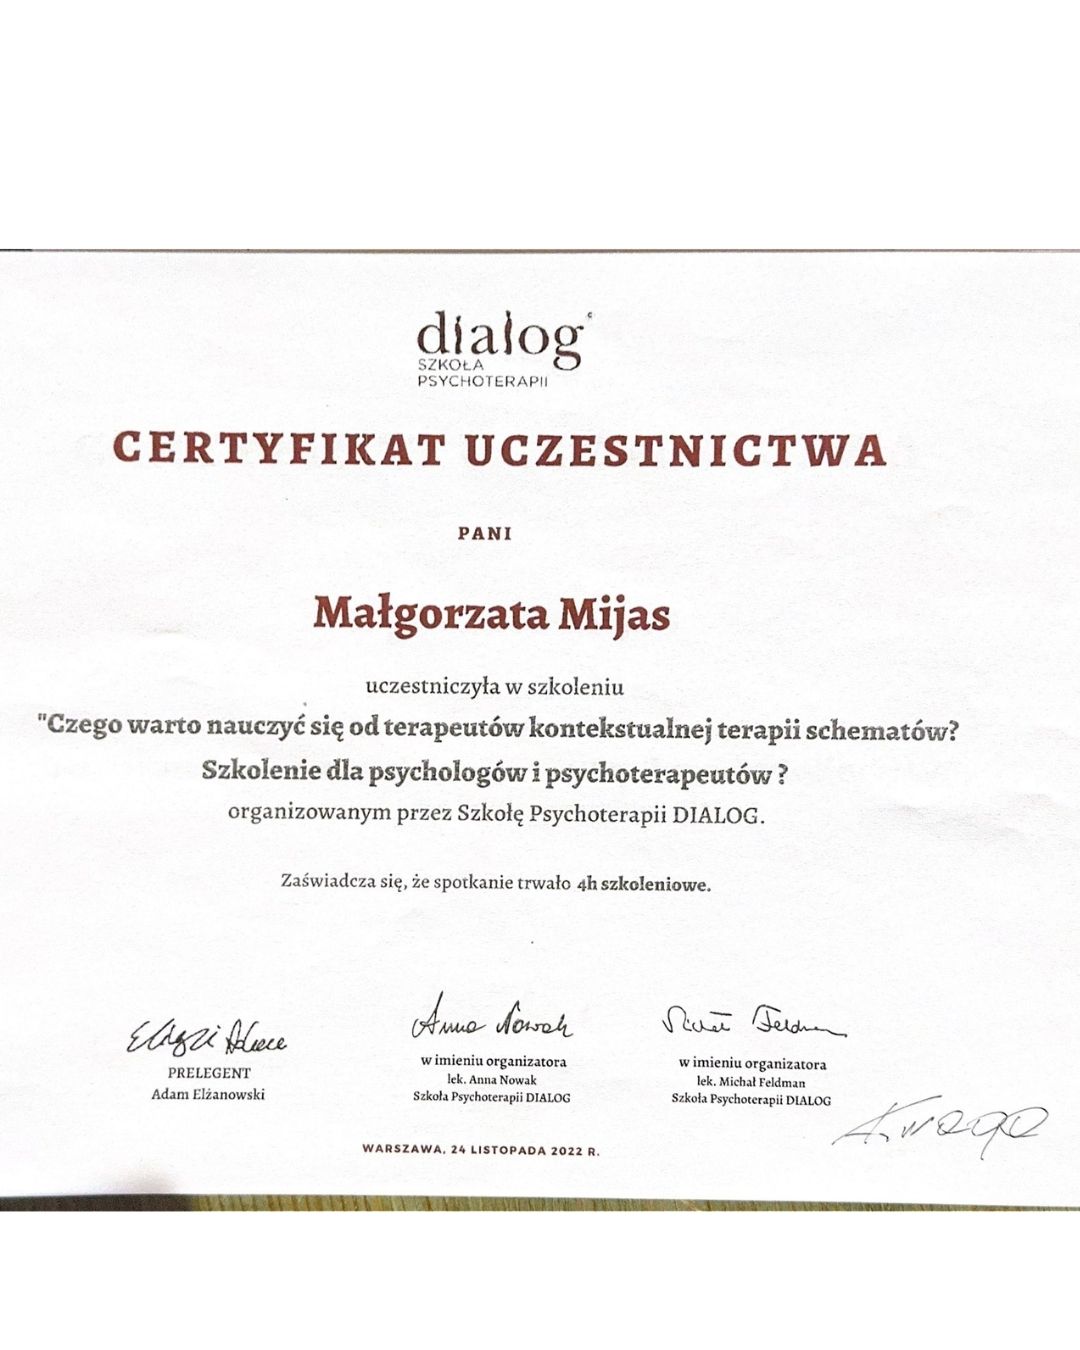 dialog
SZKOŁA
PSYCHOTERAPII
CERTYFIKAT UCZESTNICTWA
PANI
Małgorzata Mijas
uczestniczyła w szkoleniu
"Czego warto nauczyć się od terapeutów kontekstualnej terapii schematów?
Szkolenie dla psychologów i psychoterapeutów ?
organizowanym przez Szkołę Psychoterapii DIALOG.
Zaświadcza się, że spotkanie trwało 4h szkoleniowe.
Anna Nowak
Michał Feldman
PRELEGENT
Adam Elżanowski
w imieniu organizatora
lek. Anna Nowak
Szkoła Psychoterapii DIALOG
w imieniu organizatora
lek. Michał Feldman
Szkoła Psychoterapii DIALOG
WARSZAWA, 24 LISTOPADA 2022 R.